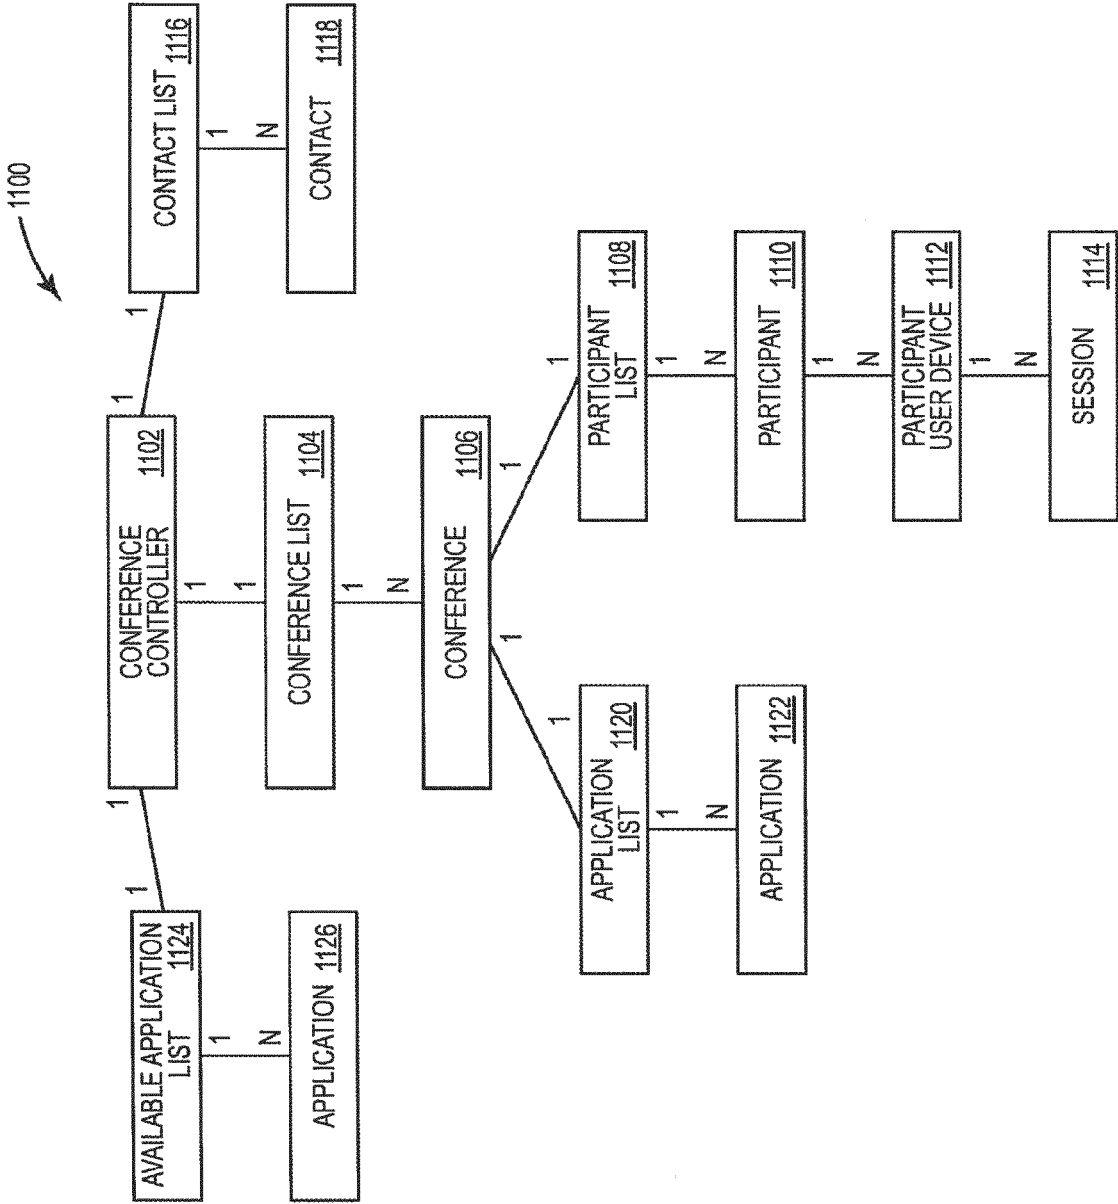 1100
CONFERENCE
CONTROLLER
1102
1
1
1
1
1
1
AVAILABLE APPLICATION
LIST
1124
1
N
APPLICATION
1126
CONTACT LIST
1116
1
N
CONTACT
1118
CONFERENCE LIST
1104
1
N
CONFERENCE
1106
1
1
1
1
APPLICATION
LIST
1120
1
N
APPLICATION
1122
PARTICIPANT
LIST
1108
1
N
PARTICIPANT
1110
1
N
PARTICIPANT
USER DEVICE
1112
1
N
SESSION
1114